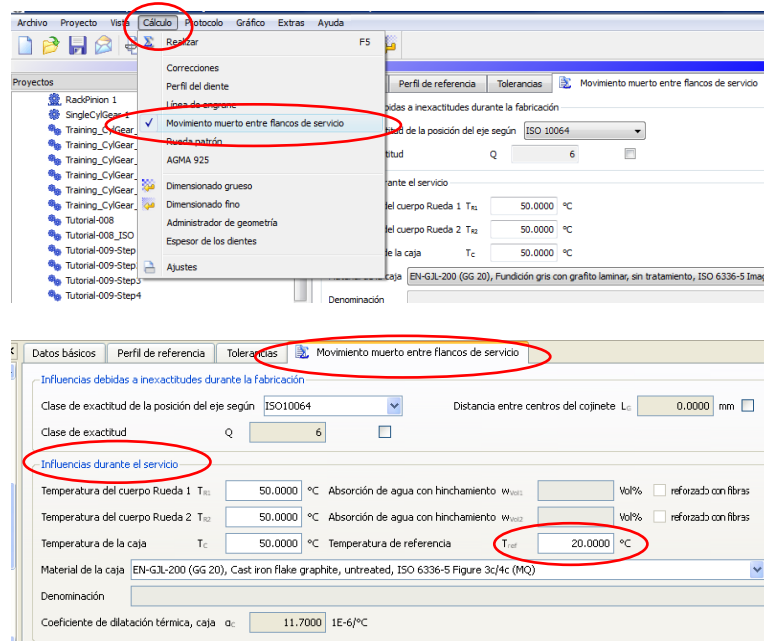 Archivo Proyecto Vista Cálculo Protocolo Gráfico Extras Ayuda
Realizar F5
Proyectos
Correcciones
Perfil del diente
Línea de engrane
Movimiento muerto entre flancos de servicio
Rueda patrón
AGMA 925
Dimensionado grueso
Dimensionado fino
Administrador de geometría
Espesor de los dientes
Ajustes
RackPinion 1
SingleCylGear 1
Training_CylGear_
Training_CylGear_
Training_CylGear_
Training_CylGear_
Training_CylGear_
Training_CylGear_
Tutorial-008
Tutorial-008_ISO
Tutorial-009-Step
Tutorial-009-Step
Tutorial-009-Step3
Tutorial-009-Step4
Perfil de referencia Tolerancias Movimiento muerto entre flancos de servicio
bidas a inexactitudes durante la fabricación
titud de la posición del eje según ISO 10064
titud Q 6
rante el servicio
del cuerpo Rueda 1 TR1 50.0000 °C
del cuerpo Rueda 2 TR2 50.0000 °C
de la caja TC 50.0000 °C
caja EN-GJL-200 (GG 20), Fundición gris con grafito laminar, sin tratamiento, ISO 6336-5 Imag
Denominación
Datos básicos Perfil de referencia Tolerancias Movimiento muerto entre flancos de servicio
Influencias debidas a inexactitudes durante la fabricación
Clase de exactitud de la posición del eje según ISO10064 Distancia entre centros del cojinete LG 0.0000 mm
Clase de exactitud Q 6
Influencias durante el servicio
Temperatura del cuerpo Rueda 1 TR1 50.0000 °C Absorción de agua con hinchamiento wvol1 Vol% reforzado con fibras
Temperatura del cuerpo Rueda 2 TR2 50.0000 °C Absorción de agua con hinchamiento wvol2 Vol% reforzado con fibras
Temperatura de la caja TC 50.0000 °C Temperatura de referencia Tref 20.0000 °C
Material de la caja EN-GJL-200 (GG 20), Cast iron flake graphite, untreated, ISO 6336-5 Figure 3c/4c (MQ)
Denominación
Coeficiente de dilatación térmica, caja αC 11.7000 1E-6/°C